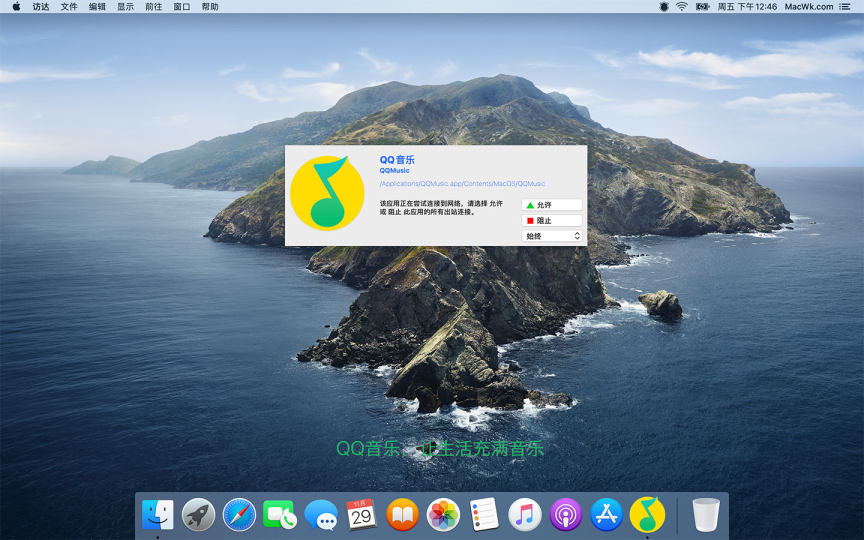 访达 文件 编辑 显示 前往 窗口 帮助 周五 下午12:46 MacWk.com
QQ音乐
QQMusic
/Applications/QQMusic.app/Contents/MacOS/QQMusic
该应用正在尝试连接到网络，请选择 允许
或 阻止 此应用的所有出站连接。
允许
阻止
始终
QQ音乐，让生活充满音乐
11月
29